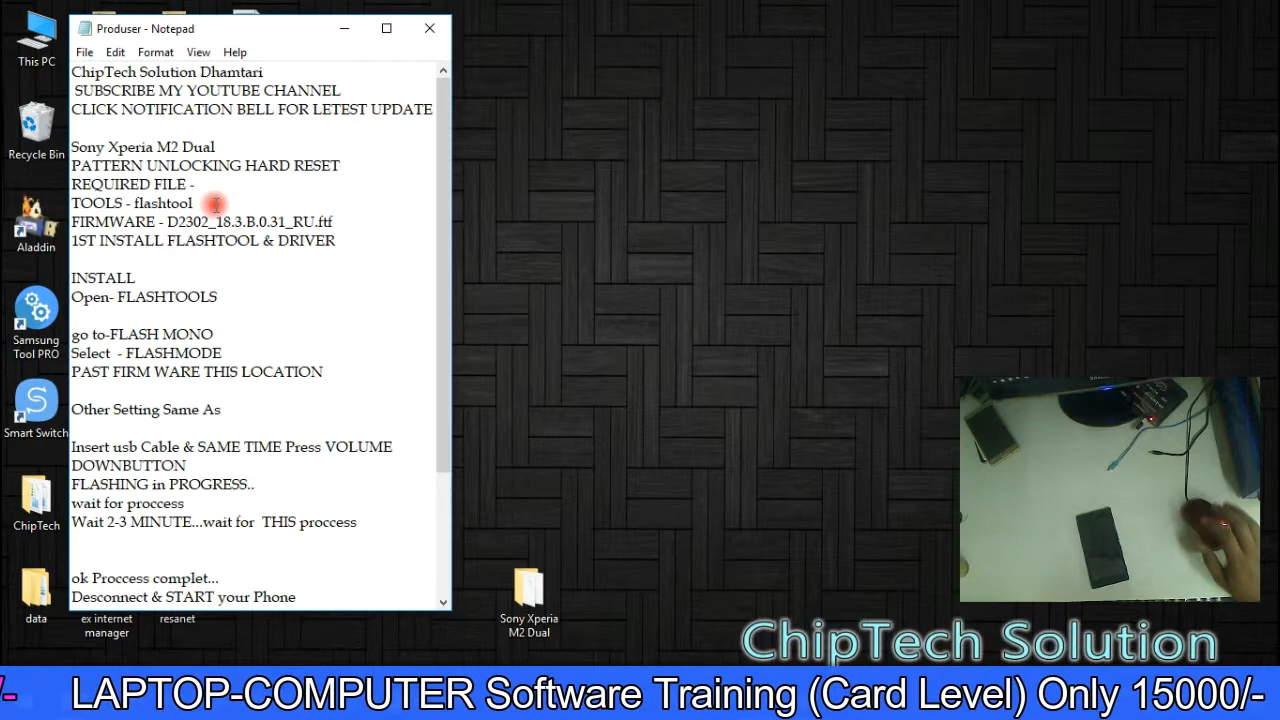 Produser - Notepad
File Edit Format View Help
ChipTech Solution Dhamtari
SUBSCRIBE MY YOUTUBE CHANNEL
CLICK NOTIFICATION BELL FOR LETEST UPDATE
Sony Xperia M2 Dual
PATTERN UNLOCKING HARD RESET
REQUIRED FILE -
TOOLS - flashtool
FIRMWARE - D2302_18.3.B.0.31_RU.ftf
1ST INSTALL FLASHTOOL & DRIVER
INSTALL
Open- FLASHTOOLS
go to-FLASH MONO
Select - FLASHMODE
PAST FIRM WARE THIS LOCATION
Other Setting Same As
Insert usb Cable & SAME TIME Press VOLUME
DOWNBUTTON
FLASHING in PROGRESS..
wait for proccess
Wait 2-3 MINUTE...wait for THIS proccess
ok Proccess complet...
Desconnect & START your Phone
This PC
Recycle Bin
Aladdin
Samsung
Tool PRO
Smart Switch
ChipTech
data
ex internet
manager
resanet
Sony Xperia
M2 Dual
ChipTech Solution
/- LAPTOP-COMPUTER Software Training (Card Level) Only 15000/-